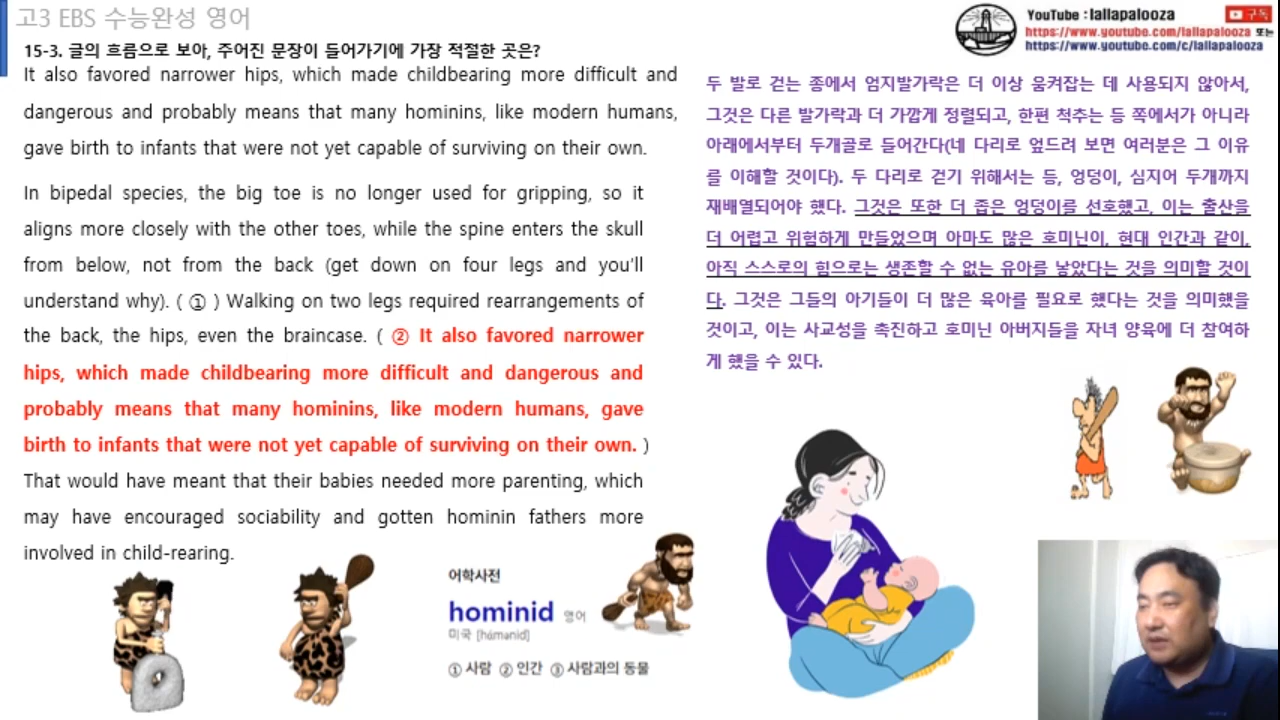 고3 EBS 수능완성 영어
YouTube : lallapalooza
구독
https://www.youtube.com/lallapalooza 또는
https://www.youtube.com/c/lallapalooza
15-3. 글의 흐름으로 보아, 주어진 문장이 들어가기에 가장 적절한 곳은?
It also favored narrower hips, which made childbearing more difficult and
dangerous and probably means that many hominins, like modern humans,
gave birth to infants that were not yet capable of surviving on their own.
In bipedal species, the big toe is no longer used for gripping, so it
aligns more closely with the other toes, while the spine enters the skull
from below, not from the back (get down on four legs and you'll
understand why). ( ① ) Walking on two legs required rearrangements of
the back, the hips, even the braincase. ( ② It also favored narrower
hips, which made childbearing more difficult and dangerous and
probably means that many hominins, like modern humans, gave
birth to infants that were not yet capable of surviving on their own. )
That would have meant that their babies needed more parenting, which
may have encouraged sociability and gotten hominin fathers more
involved in child-rearing.
두 발로 걷는 종에서 엄지발가락은 더 이상 움켜잡는 데 사용되지 않아서,
그것은 다른 발가락과 더 가깝게 정렬되고, 한편 척추는 등 쪽에서가 아니라
아래에서부터 두개골로 들어간다(네 다리로 엎드려 보면 여러분은 그 이유
를 이해할 것이다). 두 다리로 걷기 위해서는 등, 엉덩이, 심지어 두개까지
재배열되어야 했다. 그것은 또한 더 좁은 엉덩이를 선호했고, 이는 출산을
더 어렵고 위험하게 만들었으며 아마도 많은 호미닌이, 현대 인간과 같이,
아직 스스로의 힘으로는 생존할 수 없는 유아를 낳았다는 것을 의미할 것이
다. 그것은 그들의 아기들이 더 많은 육아를 필요로 했다는 것을 의미했을
것이고, 이는 사교성을 촉진하고 호미닌 아버지들을 자녀 양육에 더 참여하
게 했을 수 있다.
어학사전
hominid 영어
미국 [hámənid]
① 사람 ② 인간 ③ 사람과의 동물